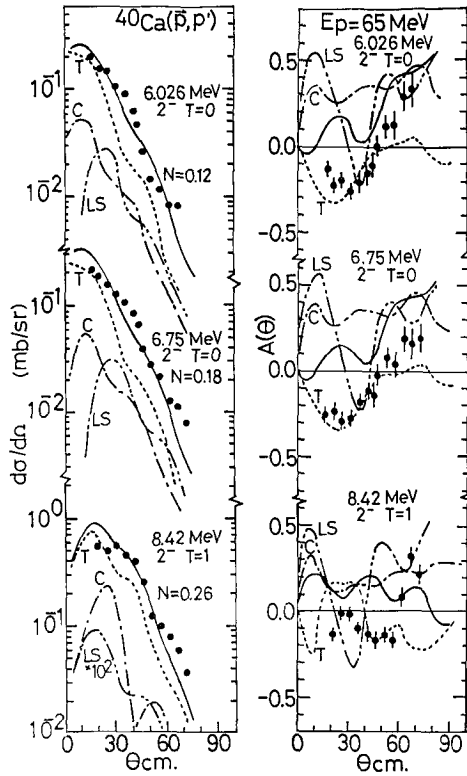 40Ca(p⃗,p')
10⁰
T
6.026 MeV
2⁻ T=0
10⁻¹
C
N=0.12
10⁻²
LS
T
6.75 MeV
2⁻ T=0
10⁻¹
C
N=0.18
10⁻²
LS
dσ/dΩ (mb/sr)
10⁰
8.42 MeV
2⁻ T=1
T
C
N=0.26
10⁻¹
LS
×10²
10⁻²
0 30 60 90
Θcm.
Ep=65 MeV
LS
6.026 MeV
2⁻ T=0
0.5
C
0.0
T
-0.5
LS
6.75 MeV
2⁻ T=0
0.5
C
A(Θ)
0.0
T
-0.5
8.42 MeV
2⁻ T=1
0.5
LS
C
0.0
T
-0.5
0 30 60 90
Θcm.